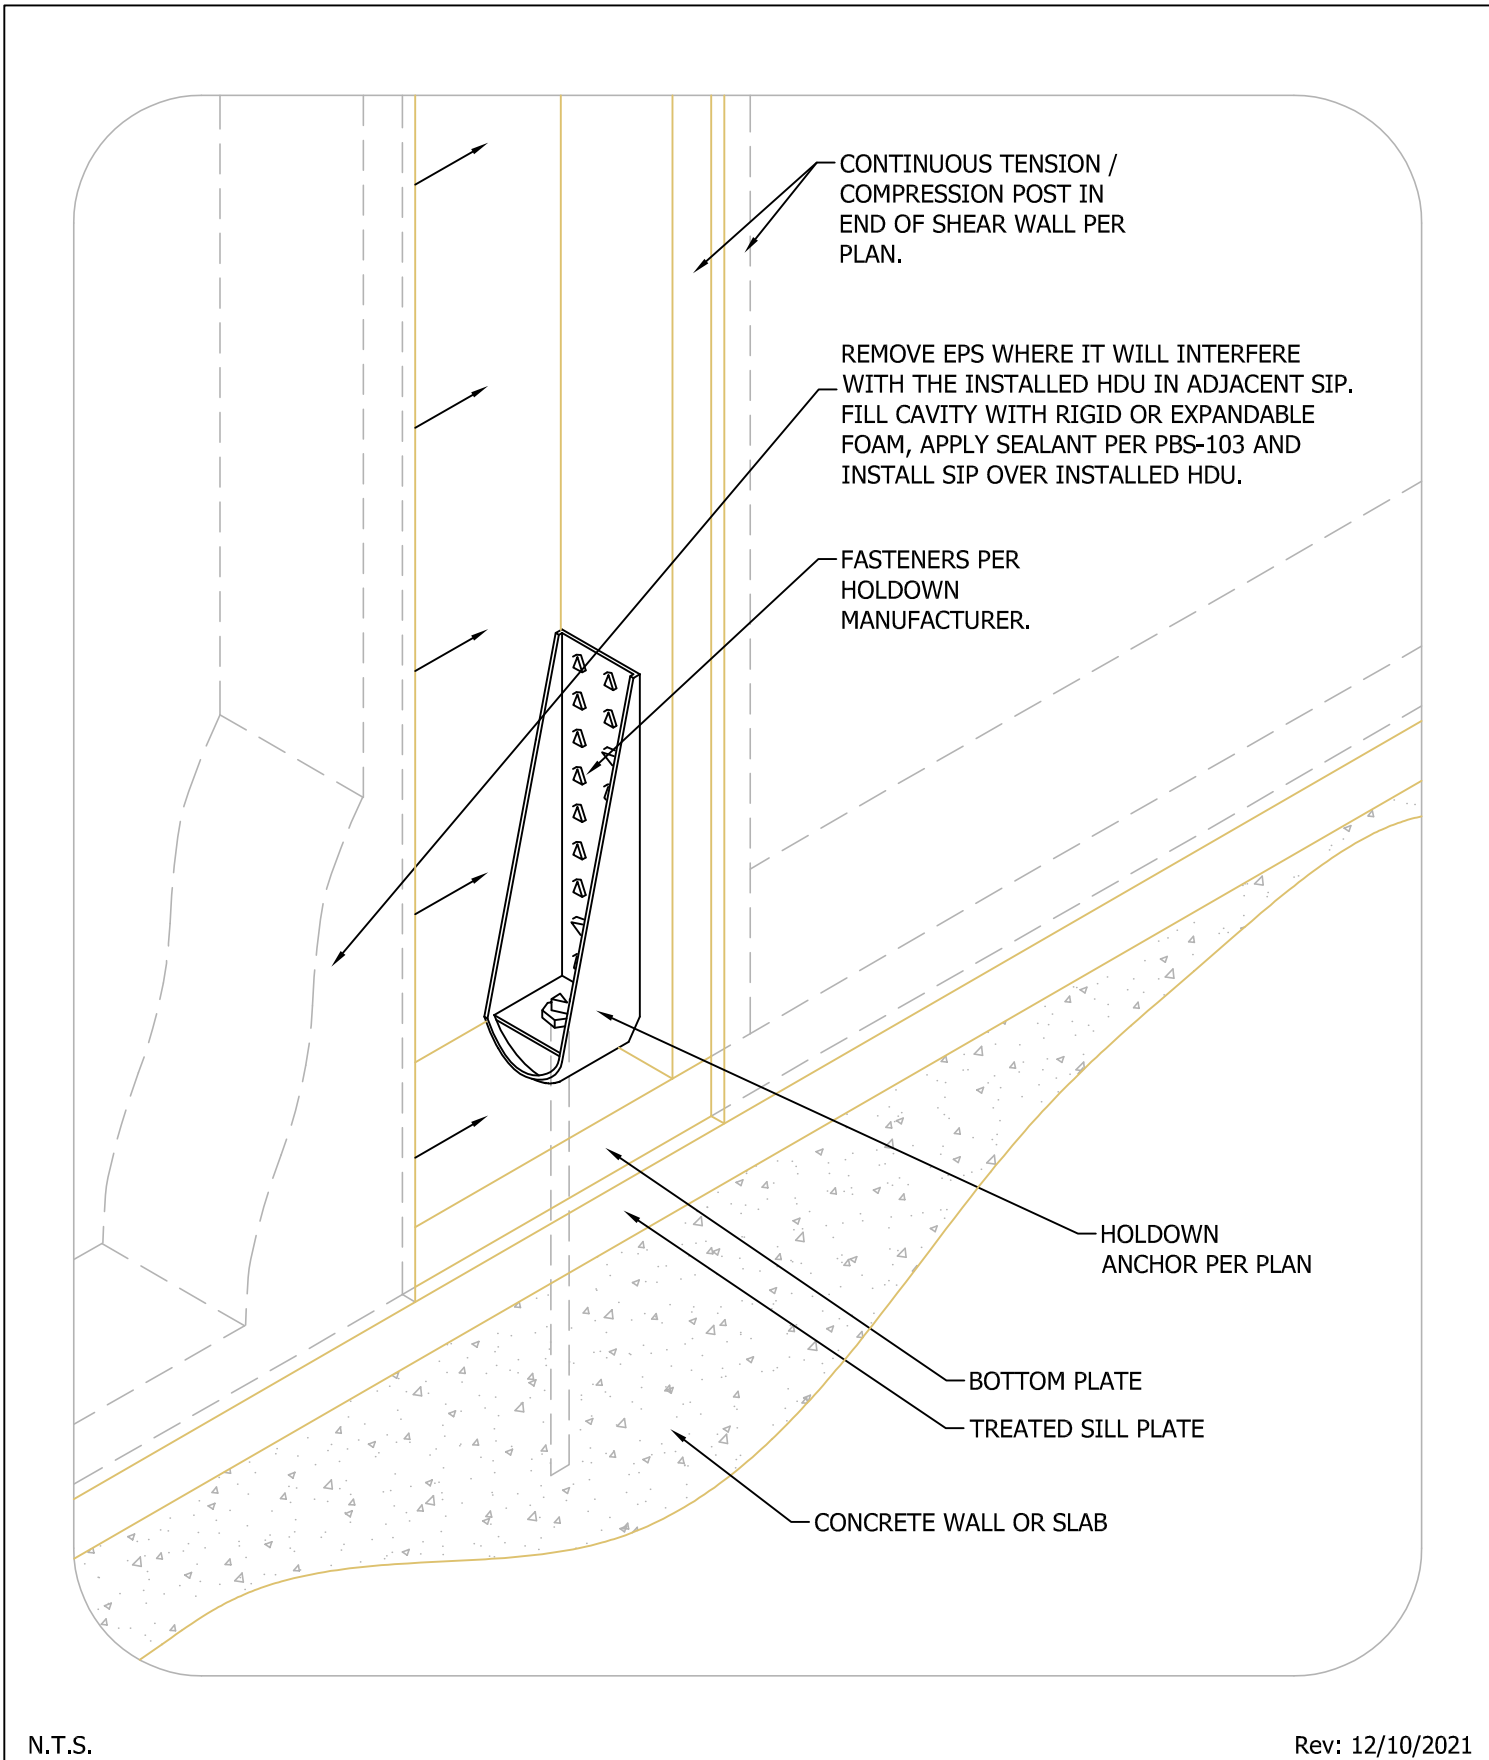 CONTINUOUS TENSION /
COMPRESSION POST IN
END OF SHEAR WALL PER
PLAN.
REMOVE EPS WHERE IT WILL INTERFERE
WITH THE INSTALLED HDU IN ADJACENT SIP.
FILL CAVITY WITH RIGID OR EXPANDABLE
FOAM, APPLY SEALANT PER PBS-103 AND
INSTALL SIP OVER INSTALLED HDU.
FASTENERS PER
HOLDOWN
MANUFACTURER.
HOLDOWN
ANCHOR PER PLAN
BOTTOM PLATE
TREATED SILL PLATE
CONCRETE WALL OR SLAB
N.T.S.
Rev: 12/10/2021